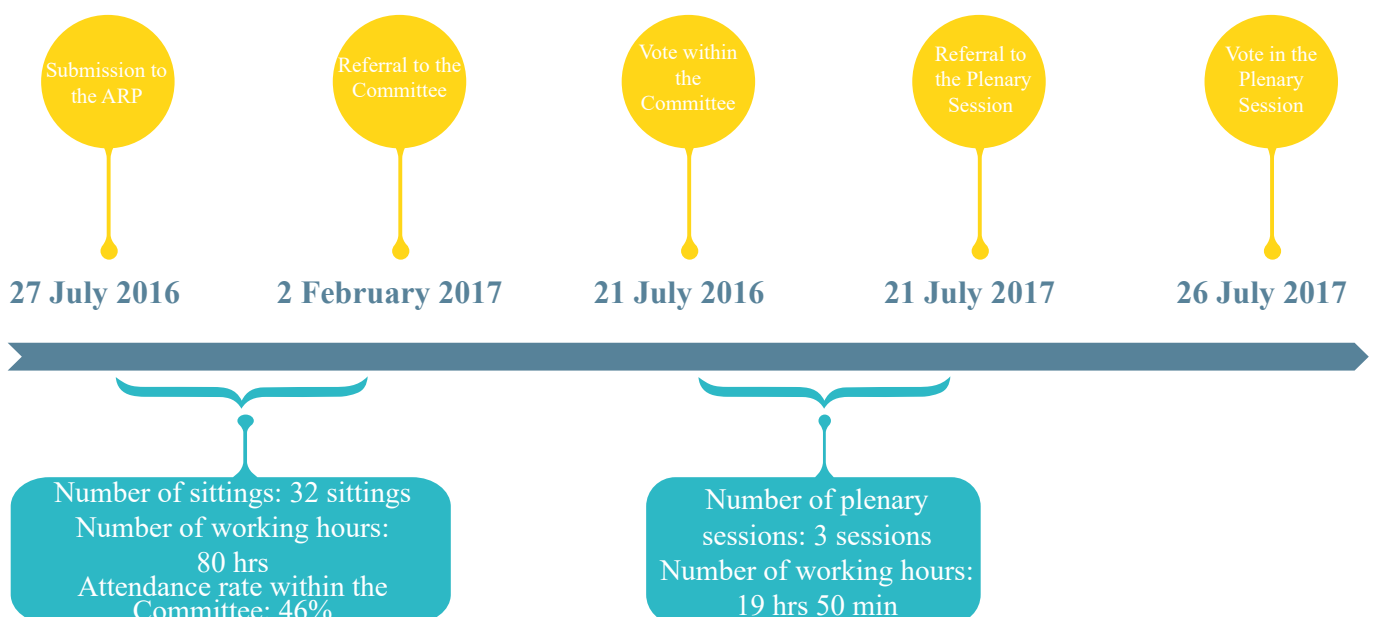 Submission to
the ARP
Referral to the
Committee
Vote within
the
Committee
Referral to
the Plenary
Session
Vote in the
Plenary
Session
27 July 2016
2 February 2017
21 July 2016
21 July 2017
26 July 2017
Number of sittings: 32 sittings
Number of working hours:
80 hrs
Attendance rate within the
Committee: 46%
Number of plenary
sessions: 3 sessions
Number of working hours:
19 hrs 50 min